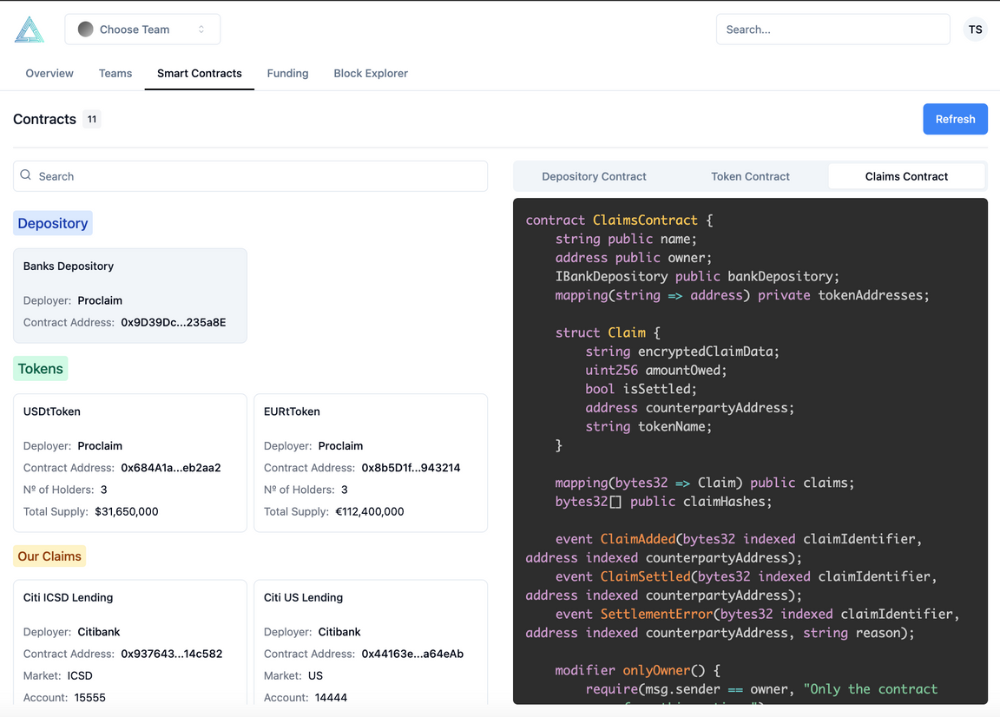 Choose Team
Search...
TS
Overview
Teams
Smart Contracts
Funding
Block Explorer
Contracts 11
Refresh
Search
Depository
Banks Depository
Deployer: Proclaim
Contract Address: 0x9D39Dc...235a8E
Tokens
USDtToken
Deployer: Proclaim
Contract Address: 0x684A1a...eb2aa2
Nº of Holders: 3
Total Supply: $31,650,000
EURtToken
Deployer: Proclaim
Contract Address: 0x8b5D1f...943214
Nº of Holders: 3
Total Supply: €112,400,000
Our Claims
Citi ICSD Lending
Deployer: Citibank
Contract Address: 0x937643...14c582
Market: ICSD
Account: 15555
Citi US Lending
Deployer: Citibank
Contract Address: 0x44163e...a64eAb
Market: US
Account: 14444
Depository Contract
Token Contract
Claims Contract
contract ClaimsContract {
    string public name;
    address public owner;
    IBankDepository public bankDepository;
    mapping(string => address) private tokenAddresses;
    struct Claim {
        string encryptedClaimData;
        uint256 amountOwed;
        bool isSettled;
        address counterpartyAddress;
        string tokenName;
    }
    mapping(bytes32 => Claim) public claims;
    bytes32[] public claimHashes;
    event ClaimAdded(bytes32 indexed claimIdentifier,
address indexed counterpartyAddress);
    event ClaimSettled(bytes32 indexed claimIdentifier,
address indexed counterpartyAddress);
    event SettlementError(bytes32 indexed claimIdentifier,
address indexed counterpartyAddress, string reason);
    modifier onlyOwner() {
        require(msg.sender == owner, "Only the contract